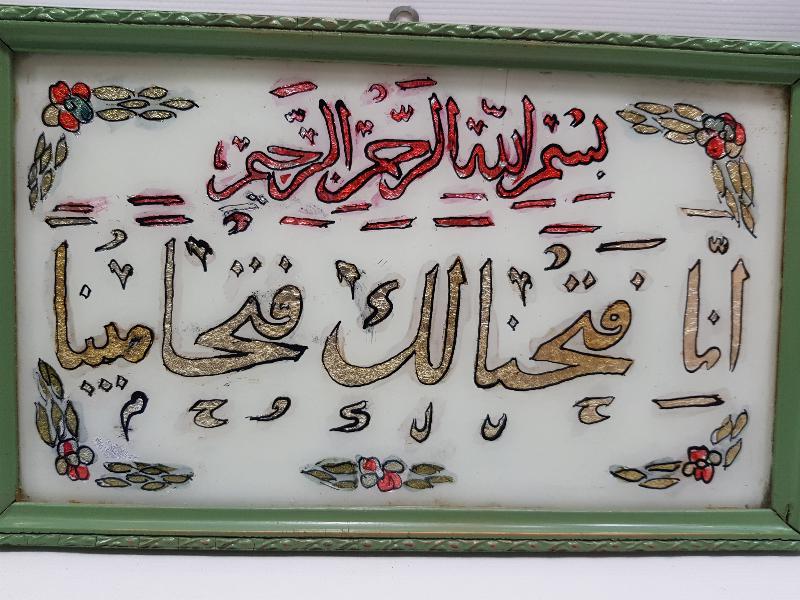 بسم الله الرحمن الرحيم
انا فتحنا لك فتحا مبينا